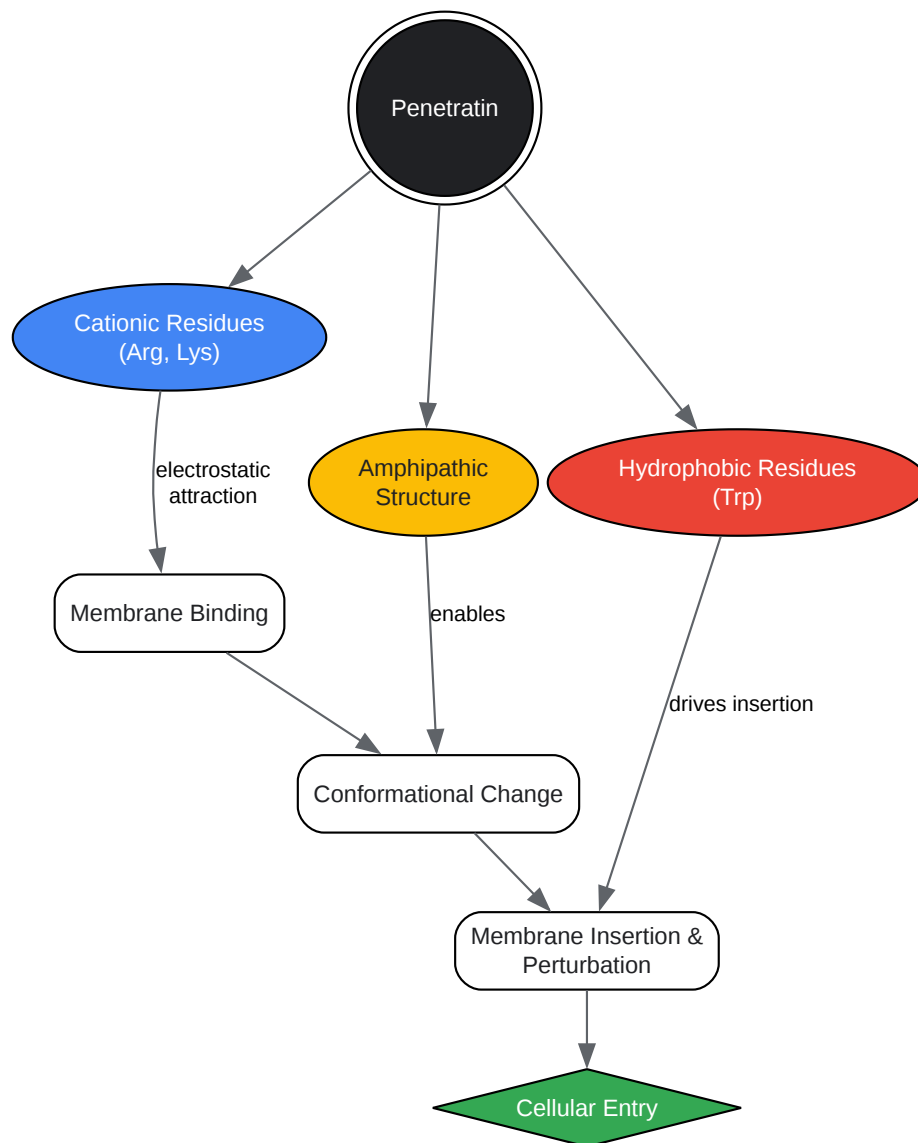 Penetratin
Cationic Residues
(Arg, Lys)
electrostatic
attraction
Amphipathic
Structure
Hydrophobic Residues
(Trp)
Membrane Binding
enables
drives insertion
Conformational Change
Membrane Insertion &
Perturbation
Cellular Entry